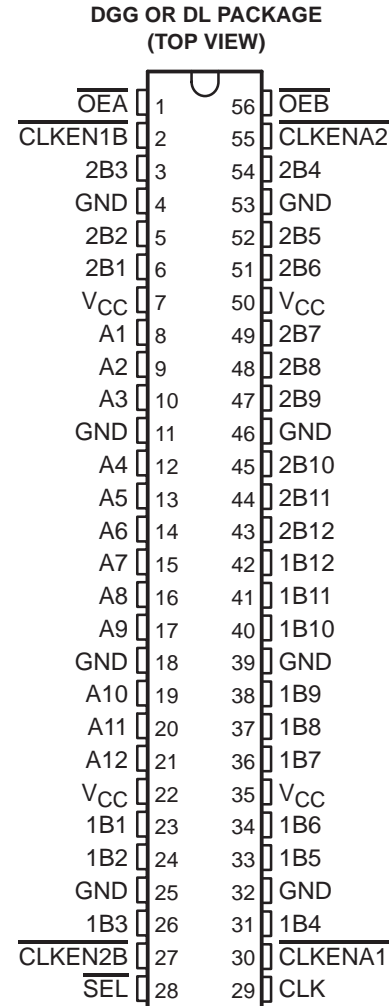 DGG OR DL PACKAGE
(TOP VIEW)
OEA 1 56 OEB
CLKEN1B 2 55 CLKENA2
2B3 3 54 2B4
GND 4 53 GND
2B2 5 52 2B5
2B1 6 51 2B6
VCC 7 50 VCC
A1 8 49 2B7
A2 9 48 2B8
A3 10 47 2B9
GND 11 46 GND
A4 12 45 2B10
A5 13 44 2B11
A6 14 43 2B12
A7 15 42 1B12
A8 16 41 1B11
A9 17 40 1B10
GND 18 39 GND
A10 19 38 1B9
A11 20 37 1B8
A12 21 36 1B7
VCC 22 35 VCC
1B1 23 34 1B6
1B2 24 33 1B5
GND 25 32 GND
1B3 26 31 1B4
CLKEN2B 27 30 CLKENA1
SEL 28 29 CLK